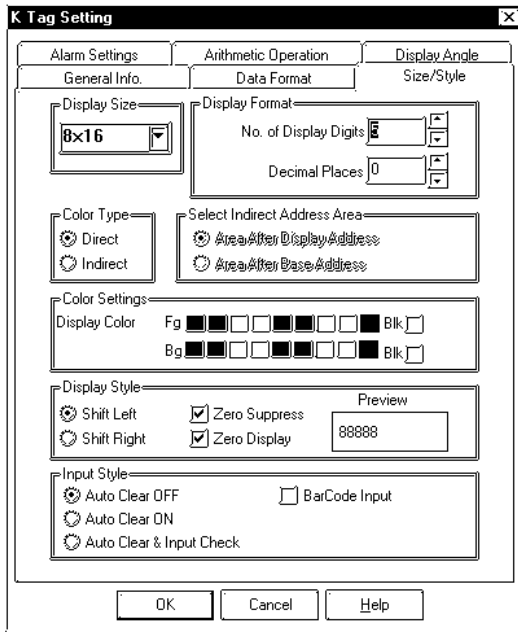 K Tag Setting
Alarm Settings Arithmetic Operation Display Angle
General Info. Data Format Size/Style
Display Size Display Format
8×16
No. of Display Digits 5
Decimal Places 0
Color Type Select Indirect Address Area
Direct Area After Display Address
Indirect Area After Base Address
Color Settings
Display Color Fg Blk
Bg Blk
Display Style
Preview
Shift Left Zero Suppress
Shift Right Zero Display
88888
Input Style
Auto Clear OFF BarCode Input
Auto Clear ON
Auto Clear & Input Check
OK Cancel Help